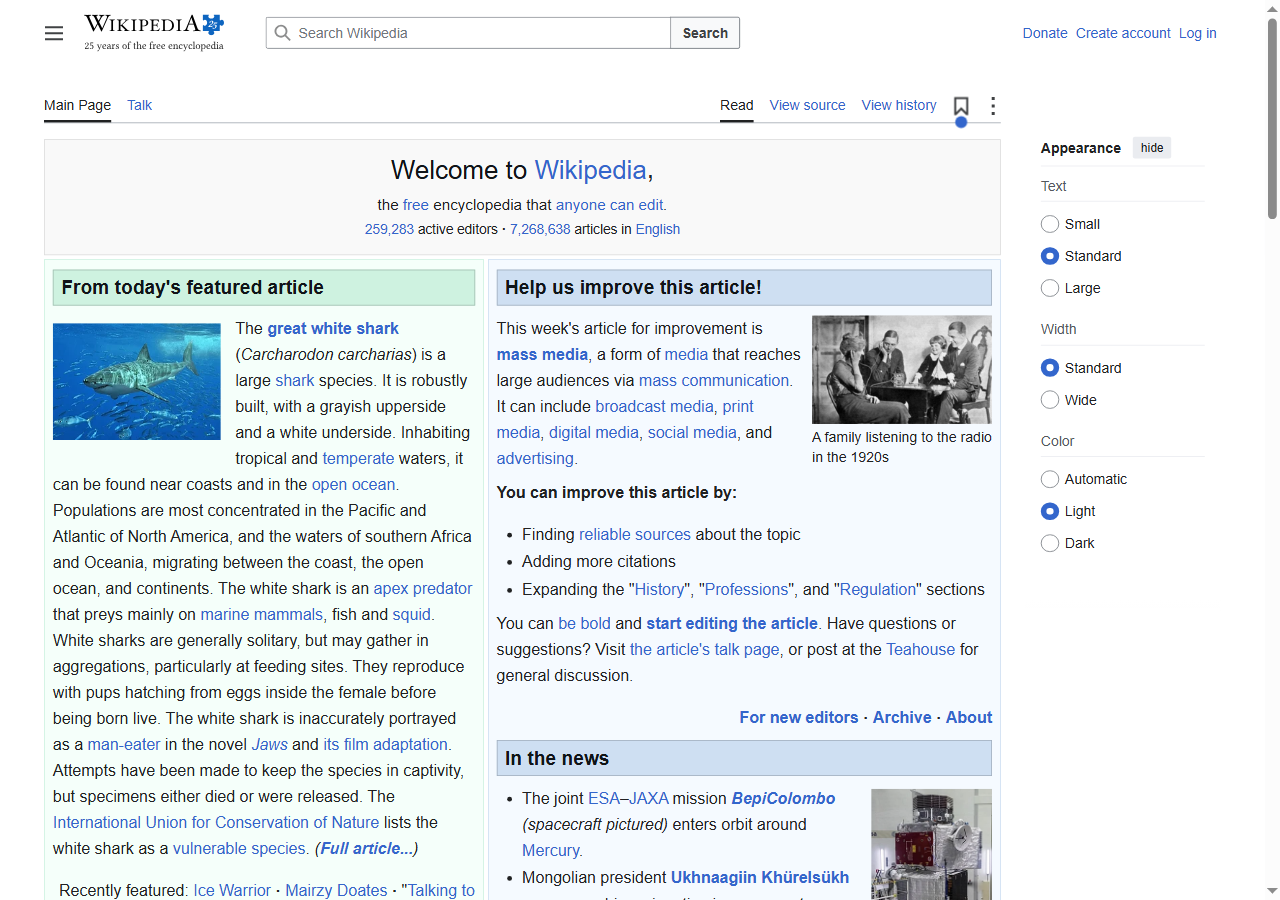 WIKIPEDIA 25
25 years of the free encyclopedia
Search Wikipedia
Search
Donate Create account Log in
Main Page Talk
Read View source View history
Welcome to Wikipedia,
the free encyclopedia that anyone can edit.
259,283 active editors · 7,268,638 articles in English
From today's featured article
The great white shark
(Carcharodon carcharias) is a
large shark species. It is robustly
built, with a grayish upperside
and a white underside. Inhabiting
tropical and temperate waters, it
can be found near coasts and in the open ocean.
Populations are most concentrated in the Pacific and
Atlantic of North America, and the waters of southern Africa
and Oceania, migrating between the coast, the open
ocean, and continents. The white shark is an apex predator
that preys mainly on marine mammals, fish and squid.
White sharks are generally solitary, but may gather in
aggregations, particularly at feeding sites. They reproduce
with pups hatching from eggs inside the female before
being born live. The white shark is inaccurately portrayed
as a man-eater in the novel Jaws and its film adaptation.
Attempts have been made to keep the species in captivity,
but specimens either died or were released. The
International Union for Conservation of Nature lists the
white shark as a vulnerable species. (Full article...)
Recently featured: Ice Warrior · Mairzy Doates · "Talking to
Help us improve this article!
This week's article for improvement is
mass media, a form of media that reaches
large audiences via mass communication.
It can include broadcast media, print
media, digital media, social media, and
advertising.
A family listening to the radio
in the 1920s
You can improve this article by:
• Finding reliable sources about the topic
• Adding more citations
• Expanding the "History", "Professions", and "Regulation" sections
You can be bold and start editing the article. Have questions or
suggestions? Visit the article's talk page, or post at the Teahouse for
general discussion.
For new editors · Archive · About
In the news
• The joint ESA–JAXA mission BepiColombo
(spacecraft pictured) enters orbit around
Mercury.
• Mongolian president Ukhnaagiin Khürelsükh
Appearance hide
Text
Small
Standard
Large
Width
Standard
Wide
Color
Automatic
Light
Dark